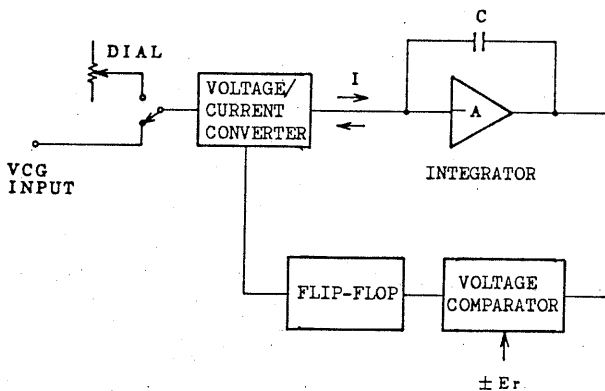 DIAL
VCG
INPUT
VOLTAGE/
CURRENT
CONVERTER
I
C
A
INTEGRATOR
FLIP-FLOP
VOLTAGE
COMPARATOR
±Er